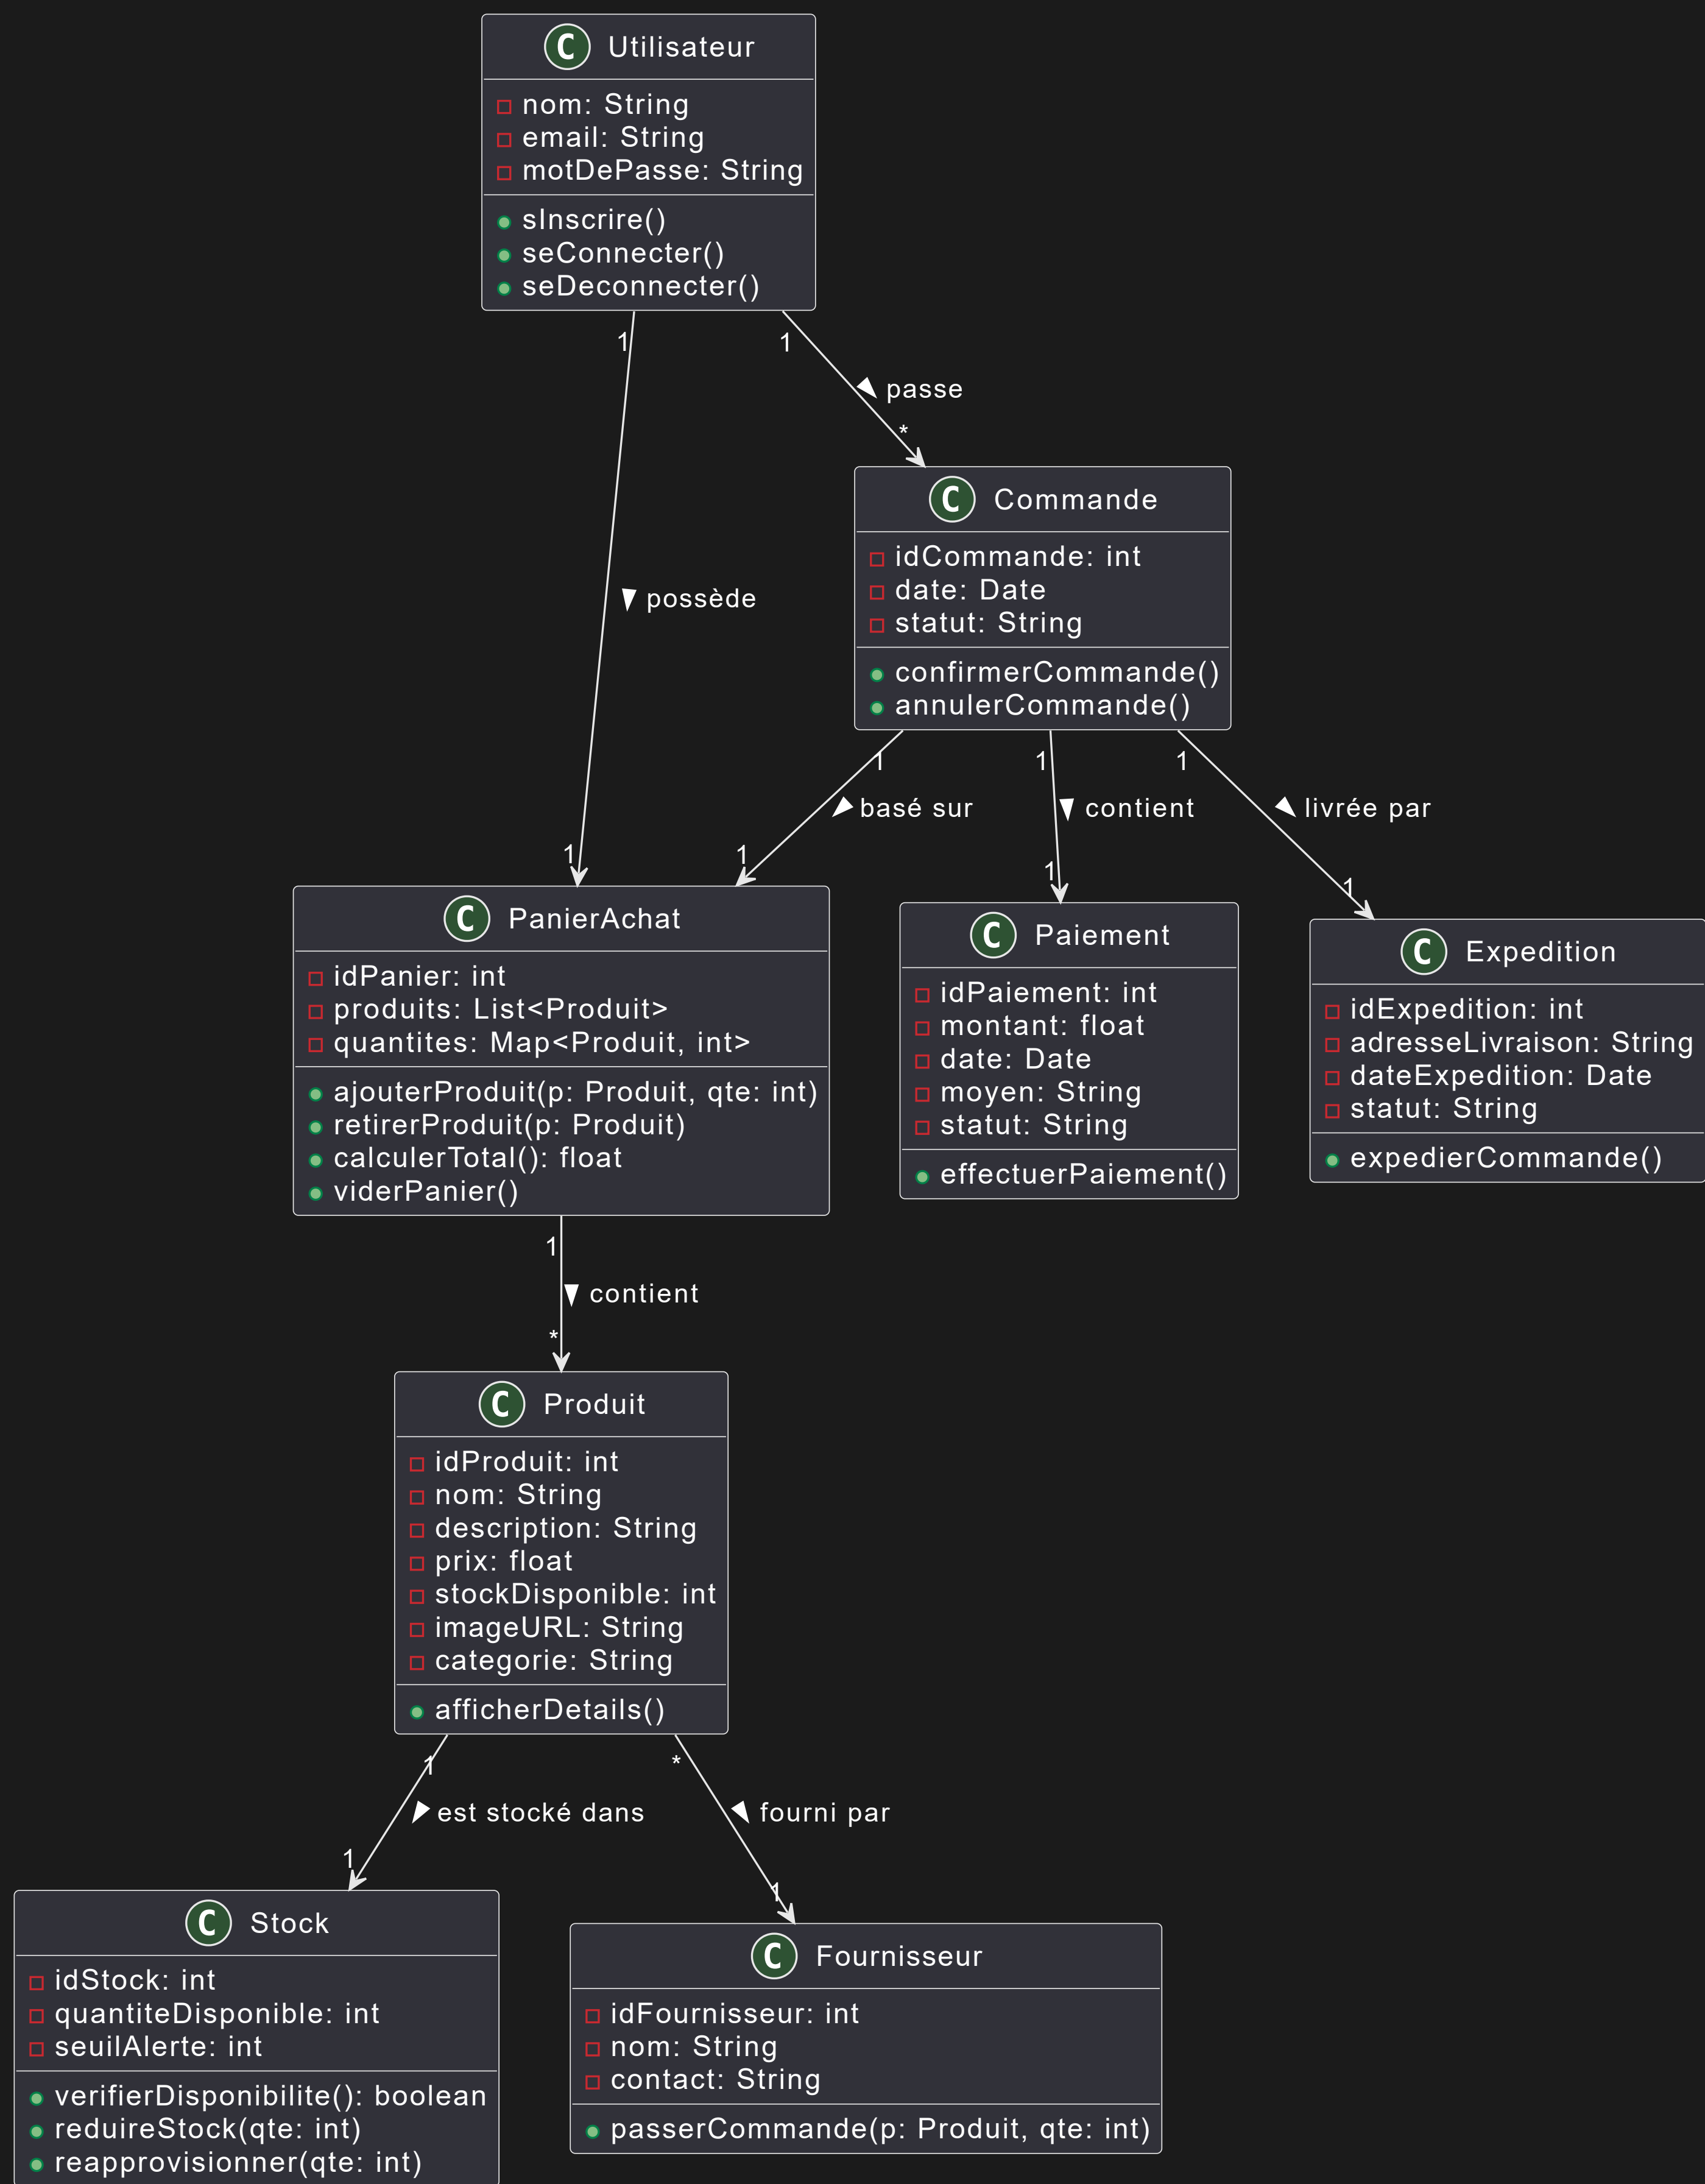 C Utilisateur
nom: String
email: String
motDePasse: String
sInscrire()
seConnecter()
seDeconnecter()
1
1
passe
*
C Commande
idCommande: int
date: Date
statut: String
confirmerCommande()
annulerCommande()
possède
1
1
1
basé sur
contient
livrée par
1
1
1
1
C PanierAchat
idPanier: int
produits: List<Produit>
quantites: Map<Produit, int>
ajouterProduit(p: Produit, qte: int)
retirerProduit(p: Produit)
calculerTotal(): float
viderPanier()
C Paiement
idPaiement: int
montant: float
date: Date
moyen: String
statut: String
effectuerPaiement()
C Expedition
idExpedition: int
adresseLivraison: String
dateExpedition: Date
statut: String
expedierCommande()
1
contient
*
C Produit
idProduit: int
nom: String
description: String
prix: float
stockDisponible: int
imageURL: String
categorie: String
afficherDetails()
1
*
est stocké dans
fourni par
1
1
C Stock
idStock: int
quantiteDisponible: int
seuilAlerte: int
verifierDisponibilite(): boolean
reduireStock(qte: int)
reapprovisionner(qte: int)
C Fournisseur
idFournisseur: int
nom: String
contact: String
passerCommande(p: Produit, qte: int)